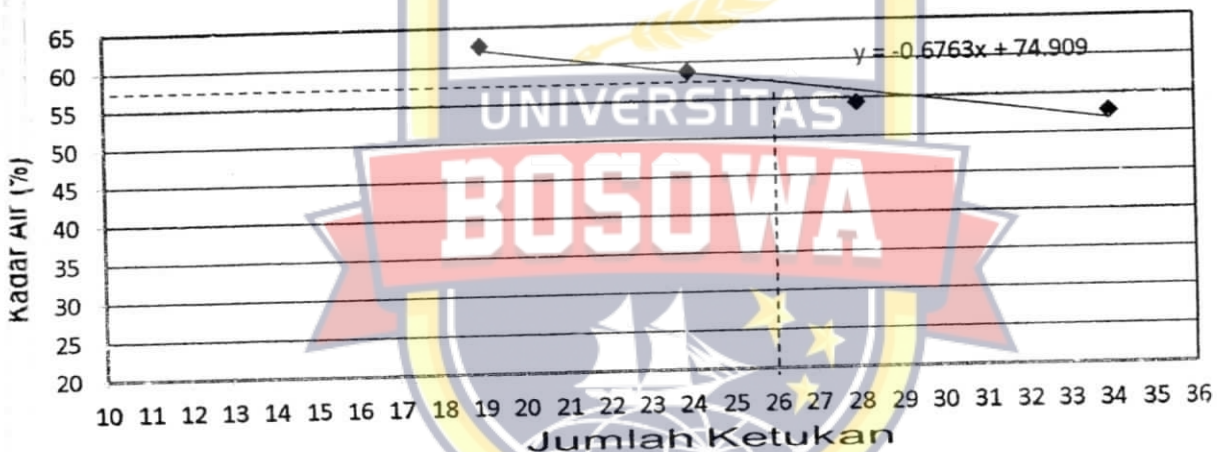 65
60
55
50
45
40
35
30
25
20
Kadar Air (%)
y = -0.6763x + 74.909
UNIVERSITAS
BOSOWA
10 11 12 13 14 15 16 17 18 19 20 21 22 23 24 25 26 27 28 29 30 31 32 33 34 35 36
Jumlah Ketukan